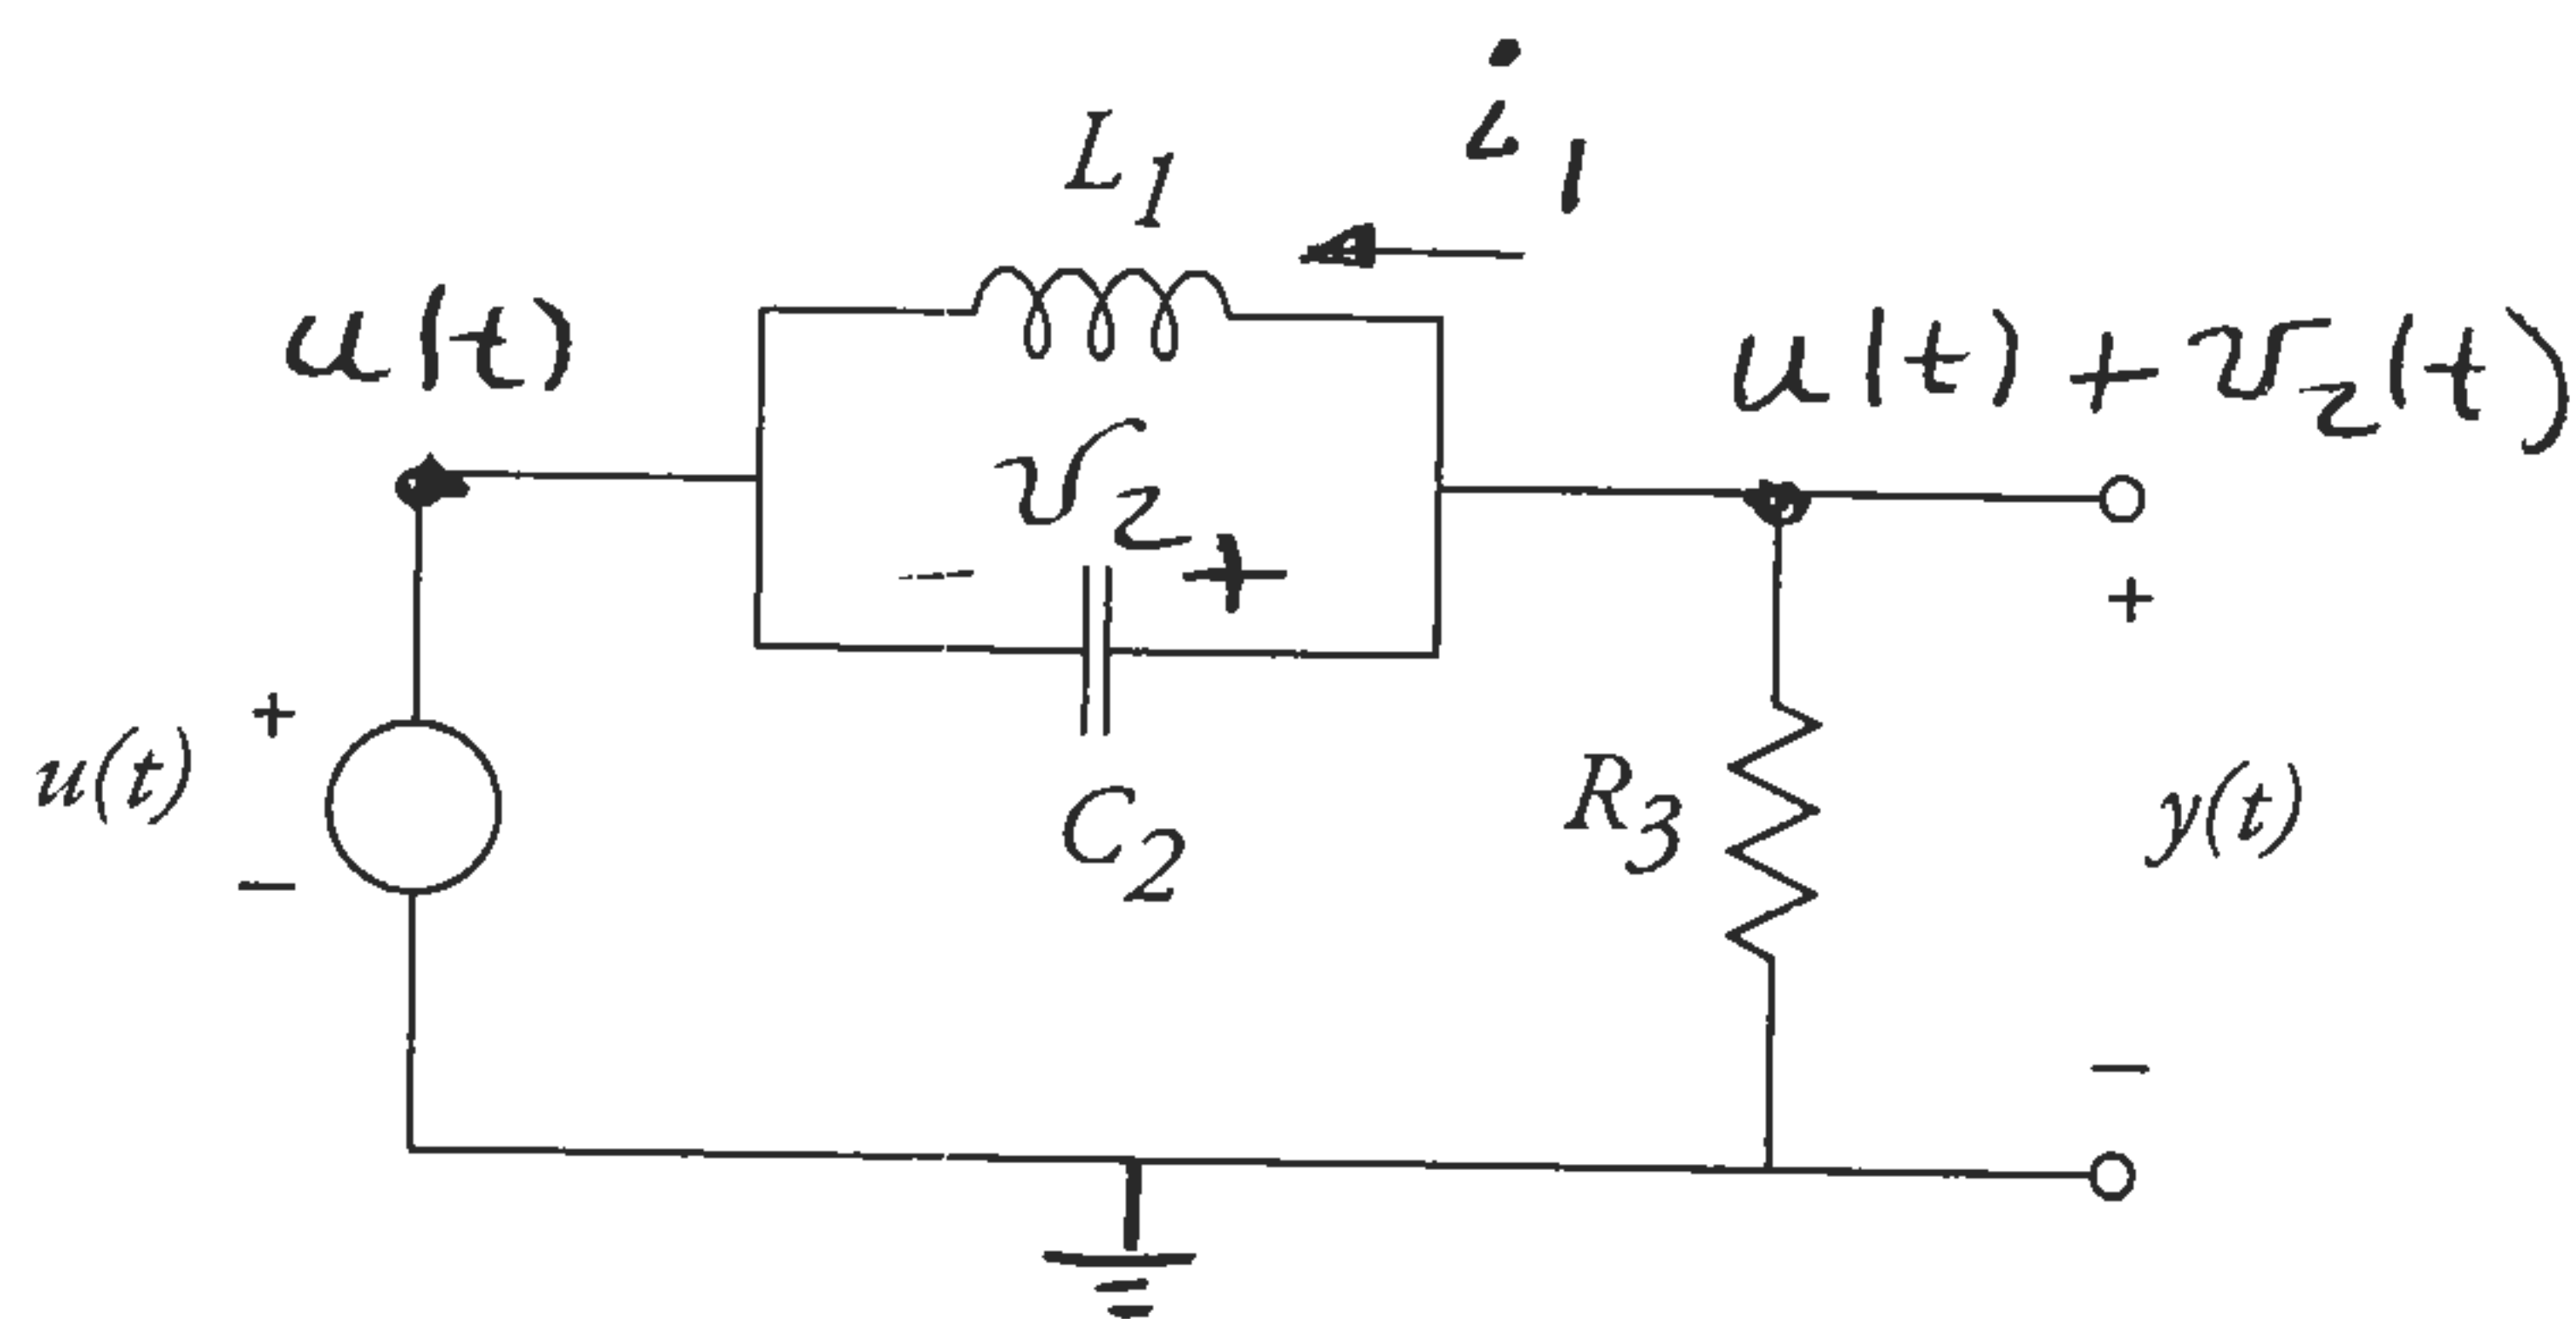 i₁
L₁
u(t)
u(t) + v₂(t)
− v₂ +
+
+
u(t)
C₂
R₃
y(t)
−
−